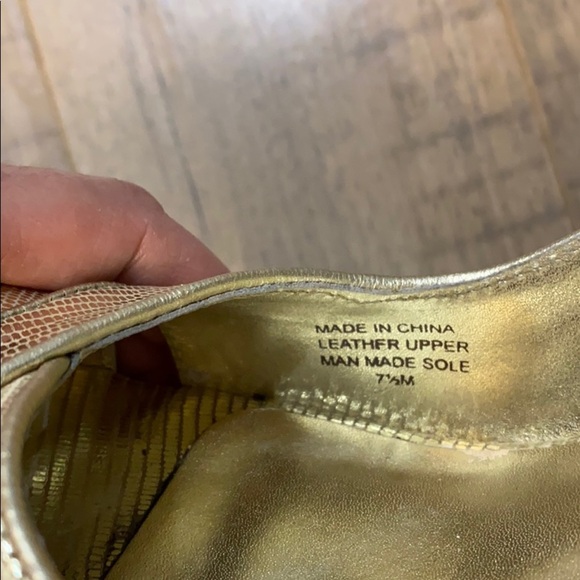 MADE IN CHINA
LEATHER UPPER
MAN MADE SOLE
7½M